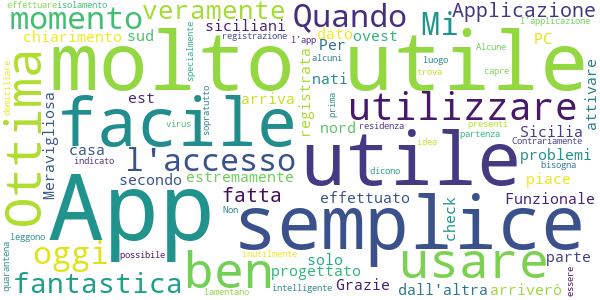 effettuare isolamento
momento veramente Quando Applicazione
l'applicazione
chiarimento sud siciliani l'app dato ovest Mi Alcune PC
registrazione alcuni
Ottima molto utile
specialmente Per luogo trova capre
domiciliare est arriva nati attivare
facile registrata utilizzare
virus sopratutto prima residenza presenti
Meravigliosa casa l'accesso utile nord idea partenza Sicilia Contrariamente
indicato secondo estremamente dicono bisogna problemi
App fatta semplice piace
Non effettuato check Funzionale
oggi ben solo usare parte
leggono possibile inutilmente progettato essere
quarantena fantastica lamentano intelligente Grazie dall'altra arriverò